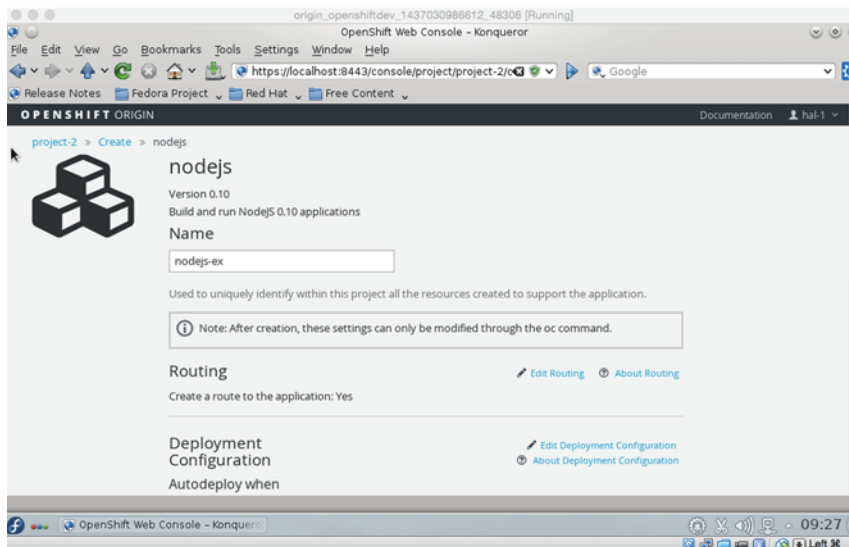 origin_openshiftdev_1437030986612_48306 [Running]
OpenShift Web Console – Konqueror
File Edit View Go Bookmarks Tools Settings Window Help
https://localhost:8443/console/project/project-2/c Google
Release Notes Fedora Project Red Hat Free Content
OPENSHIFT ORIGIN Documentation hal-1
project-2 » Create » nodejs
nodejs
Version 0.10
Build and run NodeJS 0.10 applications
Name
nodejs-ex
Used to uniquely identify within this project all the resources created to support the application.
Note: After creation, these settings can only be modified through the oc command.
Routing Edit Routing About Routing
Create a route to the application: Yes
Deployment Edit Deployment Configuration
Configuration About Deployment Configuration
Autodeploy when
OpenShift Web Console – Konquero 09:27
Left ⌘